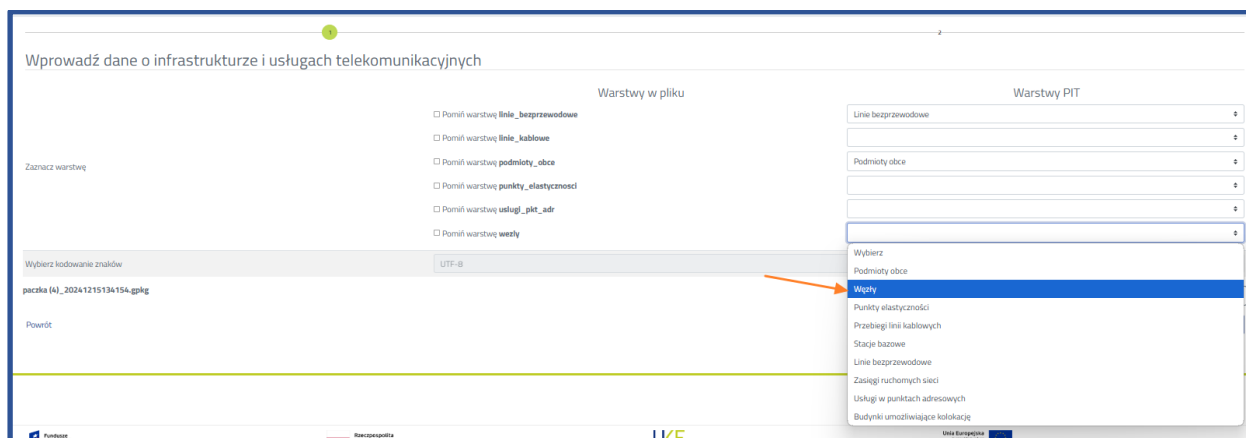 1
2
Wprowadź dane o infrastrukturze i usługach telekomunikacyjnych
Warstwy w pliku
Warstwy PIT
Zaznacz warstwę
Pomiń warstwę linie_bezprzewodowe
Linie bezprzewodowe
Pomiń warstwę linie_kablowe
Pomiń warstwę podmioty_obce
Podmioty obce
Pomiń warstwę punkty_elastycznosci
Pomiń warstwę uslugi_pkt_adr
Pomiń warstwę wezly
Wybierz kodowanie znaków
UTF-8
paczka (4)_20241215134154.gpkg
Powrót
Wybierz
Podmioty obce
Węzły
Punkty elastyczności
Przebiegi linii kablowych
Stacje bazowe
Linie bezprzewodowe
Zasięgi ruchomych sieci
Usługi w punktach adresowych
Budynki umożliwiające kolokację
Fundusze
Rzeczpospolita
UKE
Unia Europejska